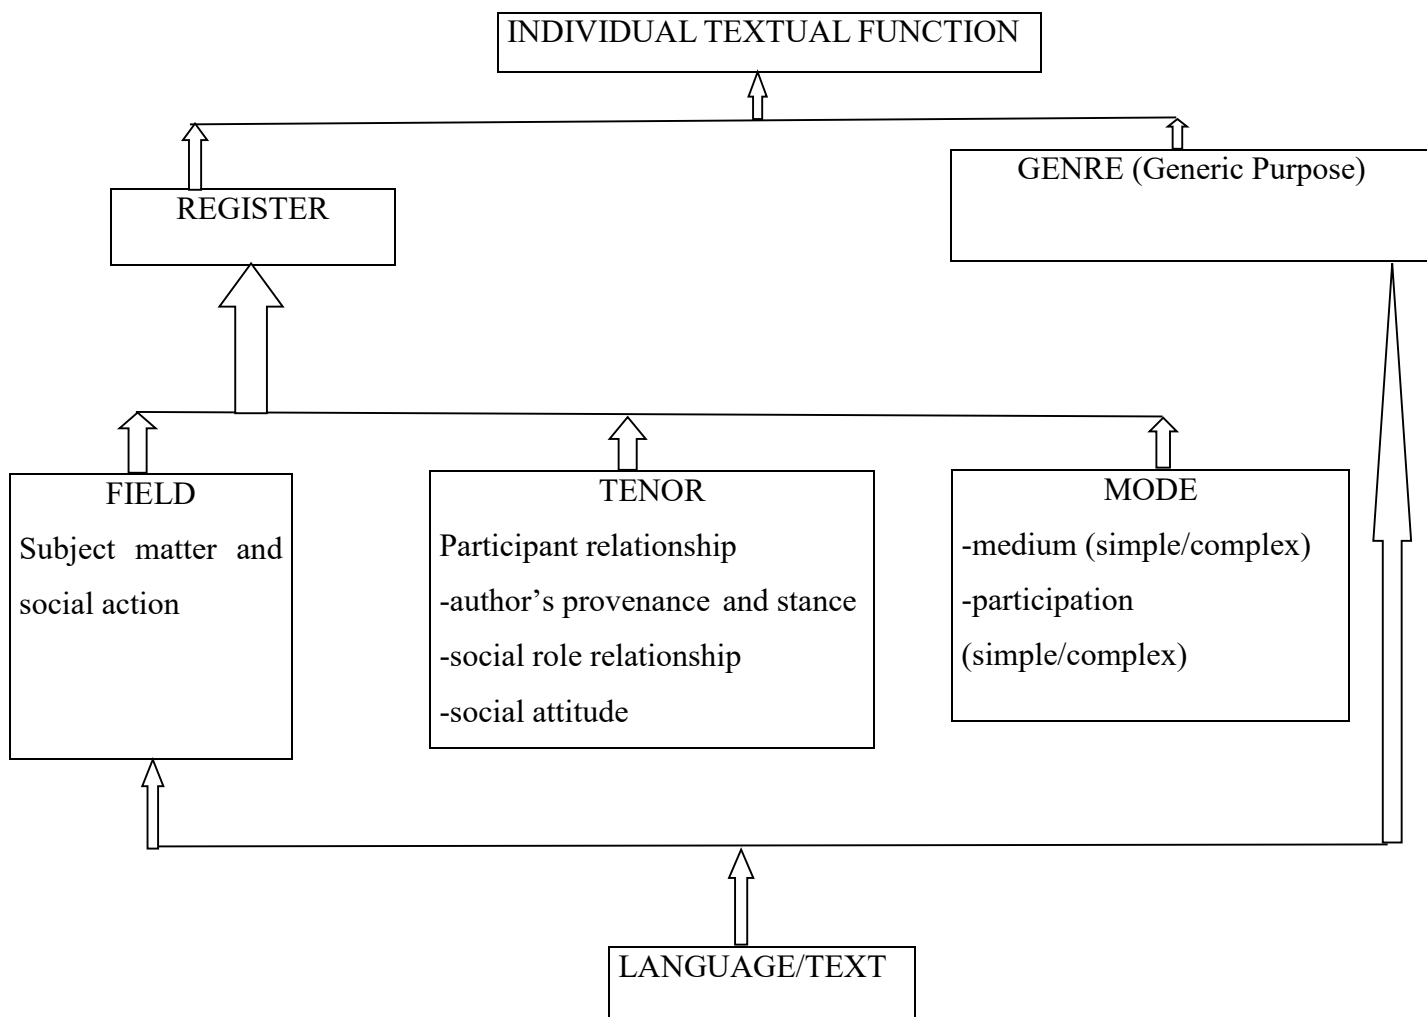 INDIVIDUAL TEXTUAL FUNCTION
GENRE (Generic Purpose)
REGISTER
FIELD
Subject matter and
social action
TENOR
Participant relationship
-author’s provenance and stance
-social role relationship
-social attitude
MODE
-medium (simple/complex)
-participation
(simple/complex)
LANGUAGE/TEXT